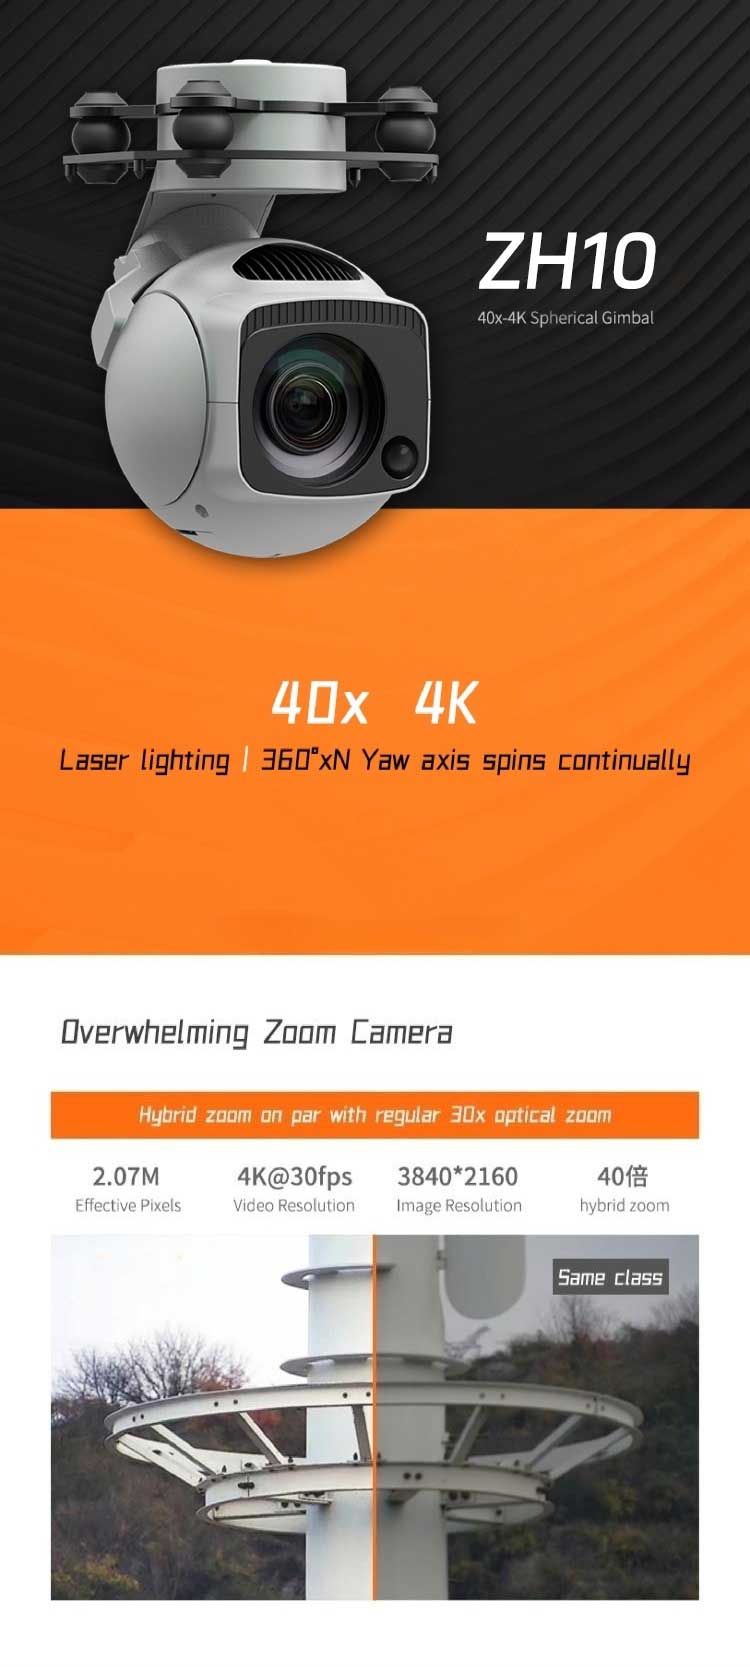 ZH10
40x-4K Spherical Gimbal
40x 4K
Laser lighting | 360°xN Yaw axis spins continually
Overwhelming Zoom Camera
Hybrid zoom on par with regular 30x optical zoom
2.07M 4K@30fps 3840*2160 40倍
Effective Pixels Video Resolution Image Resolution hybrid zoom
Same class